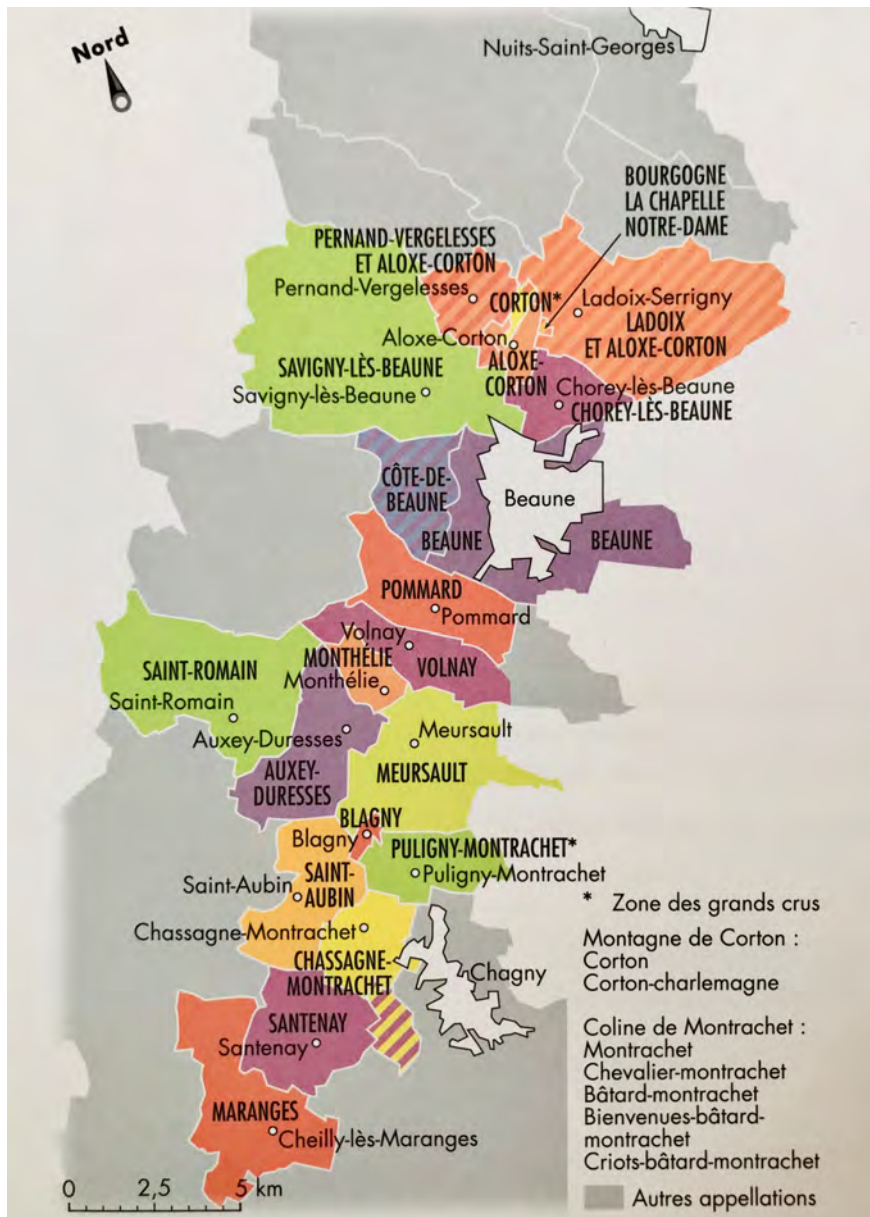 Nord
Nuits-Saint-Georges
BOURGOGNE
LA CHAPELLE
NOTRE-DAME
PERNAND-VERGELESSES
ET ALOXE-CORTON
Pernand-Vergelesses
CORTON*
Ladoix-Serrigny
LADOIX
ET ALOXE-CORTON
Aloxe-Corton
ALOXE-
CORTON
SAVIGNY-LÈS-BEAUNE
Savigny-lès-Beaune
Chorey-lès-Beaune
CHOREY-LÈS-BEAUNE
CÔTE-DE-
BEAUNE
Beaune
BEAUNE
BEAUNE
POMMARD
Pommard
Volnay
VOLNAY
MONTHÉLIE
Monthélie
SAINT-ROMAIN
Saint-Romain
Auxey-Duresses
AUXEY-
DURESSES
Meursault
MEURSAULT
BLAGNY
Blagny
PULIGNY-MONTRACHET*
Puligny-Montrachet
Saint-Aubin
SAINT-
AUBIN
Chassagne-Montrachet
CHASSAGNE-
MONTRACHET
Chagny
SANTENAY
Santenay
MARANGES
Cheilly-lès-Maranges
0 2,5 5 km
* Zone des grands crus
Montagne de Corton :
Corton
Corton-charlemagne
Coline de Montrachet :
Montrachet
Chevalier-montrachet
Bâtard-montrachet
Bienvenues-bâtard-
montrachet
Criots-bâtard-montrachet
Autres appellations